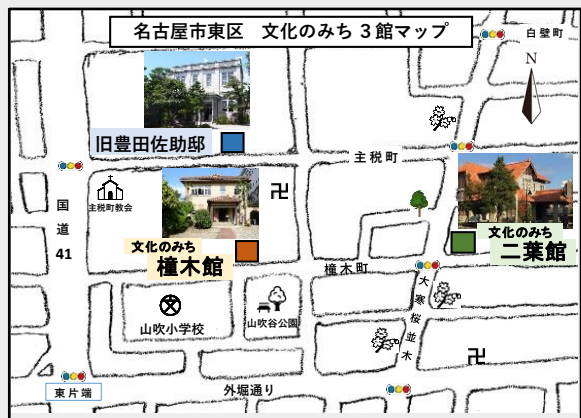 名古屋市東区 文化のみち 3館マップ
白壁町
N
旧豊田佐助邸
主税町
主税町教会
国道41
文化のみち
橦木館
文化のみち
二葉館
橦木町
大寒桜並木
山吹小学校
山吹谷公園
東片端
外堀通り